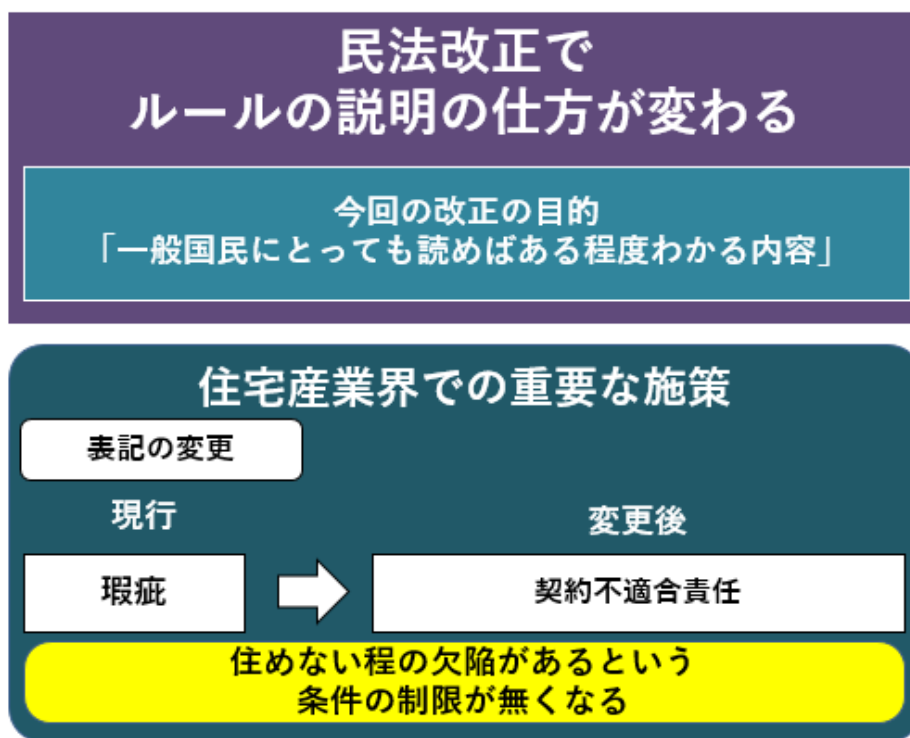 民法改正で
ルールの説明の仕方が変わる
今回の改正の目的
「一般国民にとっても読めばある程度わかる内容」
住宅産業界での重要な施策
表記の変更
現行
変更後
瑕疵
契約不適合責任
住めない程の欠陥があるという
条件の制限が無くなる